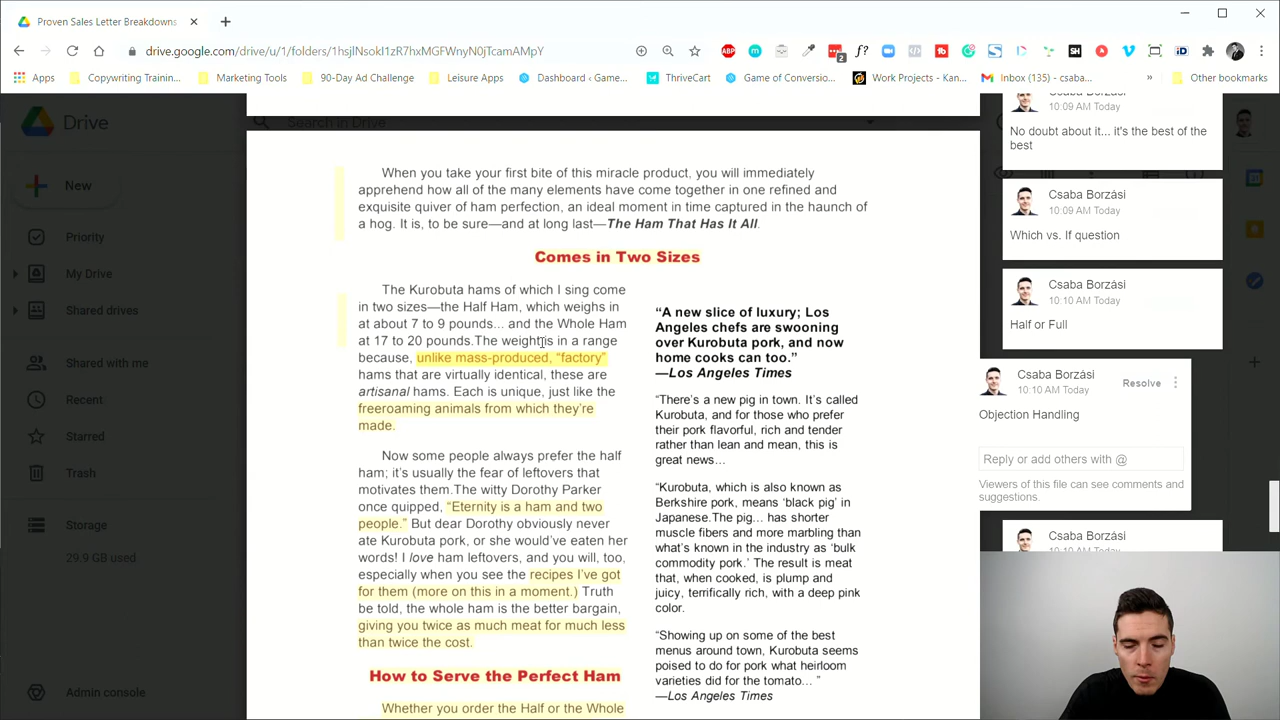 Proven Sales Letter Breakdowns
drive.google.com/drive/u/1/folders/1hsjlNsokI1zR7hxMGFWnyN0jTcamAMpY
Apps
Copywriting Trainin...
Marketing Tools
90-Day Ad Challenge
Leisure Apps
Dashboard ‹ Game...
ThriveCart
Game of Conversio...
Work Projects - Kan...
Inbox (135) - csaba...
»
Other bookmarks
Drive
Search in Drive
New
Priority
My Drive
Shared drives
Shared with me
Recent
Starred
Trash
Storage
29.9 GB used
Admin console
When you take your first bite of this miracle product, you will immediately
apprehend how all of the many elements have come together in one refined and
exquisite quiver of ham perfection, an ideal moment in time captured in the haunch of
a hog. It is, to be sure—and at long last—The Ham That Has It All.
Comes in Two Sizes
The Kurobuta hams of which I sing come
in two sizes—the Half Ham, which weighs in
at about 7 to 9 pounds... and the Whole Ham
at 17 to 20 pounds.The weight is in a range
because, unlike mass-produced, “factory”
hams that are virtually identical, these are
artisanal hams. Each is unique, just like the
freeroaming animals from which they’re
made.
Now some people always prefer the half
ham; it’s usually the fear of leftovers that
motivates them.The witty Dorothy Parker
once quipped, “Eternity is a ham and two
people.” But dear Dorothy obviously never
ate Kurobuta pork, or she would’ve eaten her
words! I love ham leftovers, and you will, too,
especially when you see the recipes I’ve got
for them (more on this in a moment.) Truth
be told, the whole ham is the better bargain,
giving you twice as much meat for much less
than twice the cost.
How to Serve the Perfect Ham
Whether you order the Half or the Whole
“A new slice of luxury; Los
Angeles chefs are swooning
over Kurobuta pork, and now
home cooks can too.”
—Los Angeles Times
“There’s a new pig in town. It’s called
Kurobuta, and for those who prefer
their pork flavorful, rich and tender
rather than lean and mean, this is
great news…
“Kurobuta, which is also known as
Berkshire pork, means ‘black pig’ in
Japanese.The pig… has shorter
muscle fibers and more marbling than
what’s known in the industry as ‘bulk
commodity pork.’ The result is meat
that, when cooked, is plump and
juicy, terrifically rich, with a deep pink
color.
“Showing up on some of the best
menus around town, Kurobuta seems
poised to do for pork what heirloom
varieties did for the tomato… ”
—Los Angeles Times
Csaba Borzási
10:09 AM Today
No doubt about it... it's the best of the
best
Csaba Borzási
10:09 AM Today
Which vs. If question
Csaba Borzási
10:10 AM Today
Half or Full
Csaba Borzási
10:10 AM Today
Resolve
Objection Handling
Reply or add others with @
Viewers of this file can see comments and
suggestions.
Csaba Borzási
10:10 AM Today